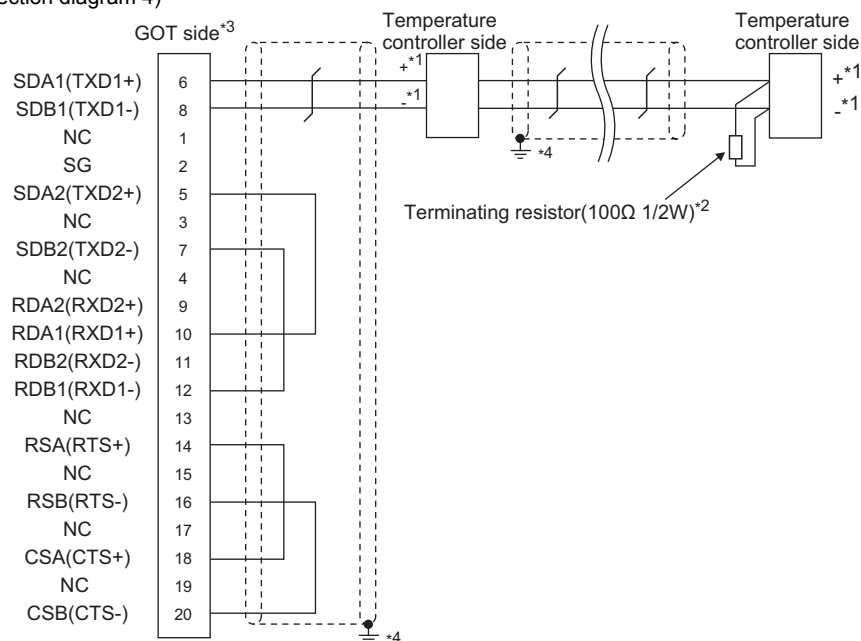 ection diagram 4)
GOT side*3
Temperature
controller side
Temperature
controller side
+*1
-*1
+*1
-*1
SDA1(TXD1+) 6
SDB1(TXD1-) 8
NC 1
SG 2
SDA2(TXD2+) 5
NC 3
SDB2(TXD2-) 7
NC 4
RDA2(RXD2+) 9
RDA1(RXD1+) 10
RDB2(RXD2-) 11
RDB1(RXD1-) 12
NC 13
RSA(RTS+) 14
NC 15
RSB(RTS-) 16
NC 17
CSA(CTS+) 18
NC 19
CSB(CTS-) 20
*4
Terminating resistor(100Ω 1/2W)*2
*4